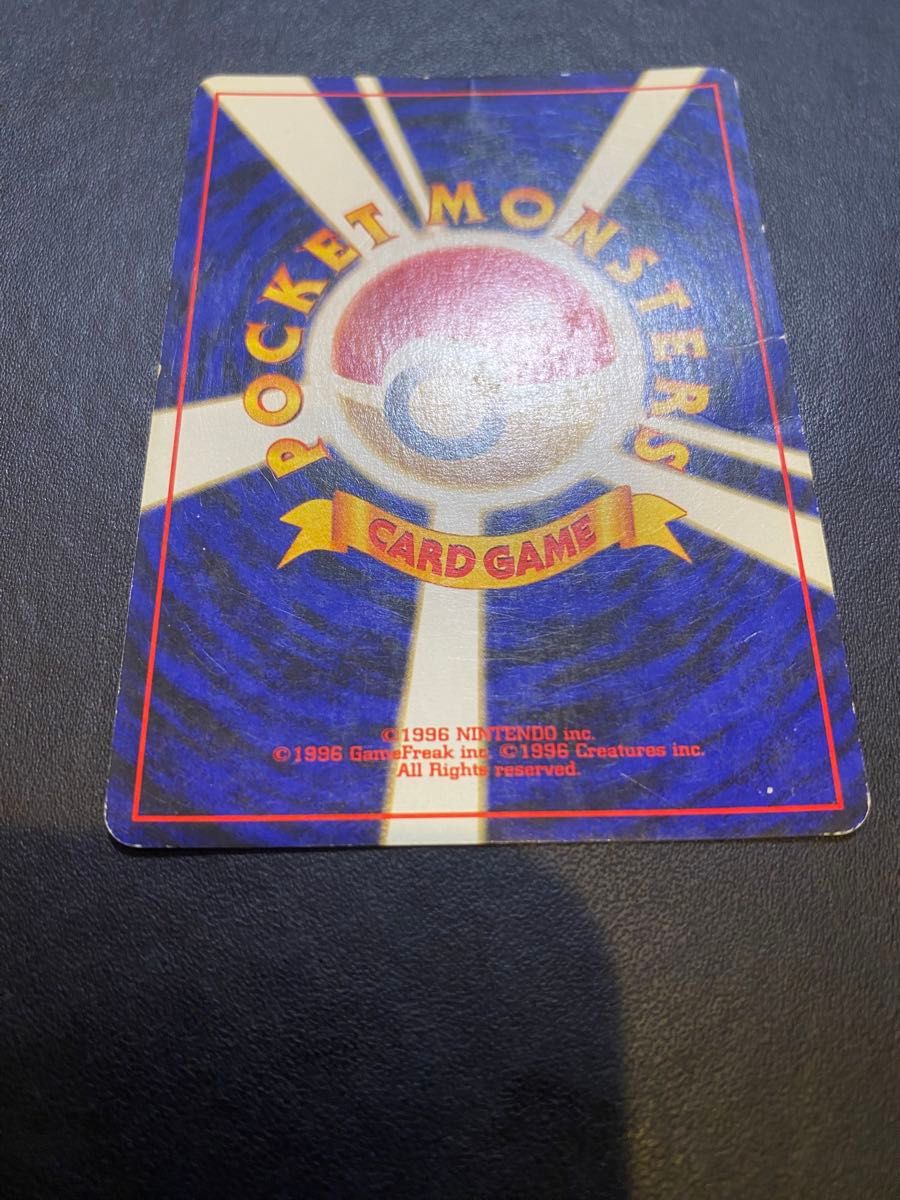 POCKET MONSTERS
CARD GAME
©1996 NINTENDO inc.
©1996 GameFreak inc. ©1996 Creatures inc.
All Rights reserved.